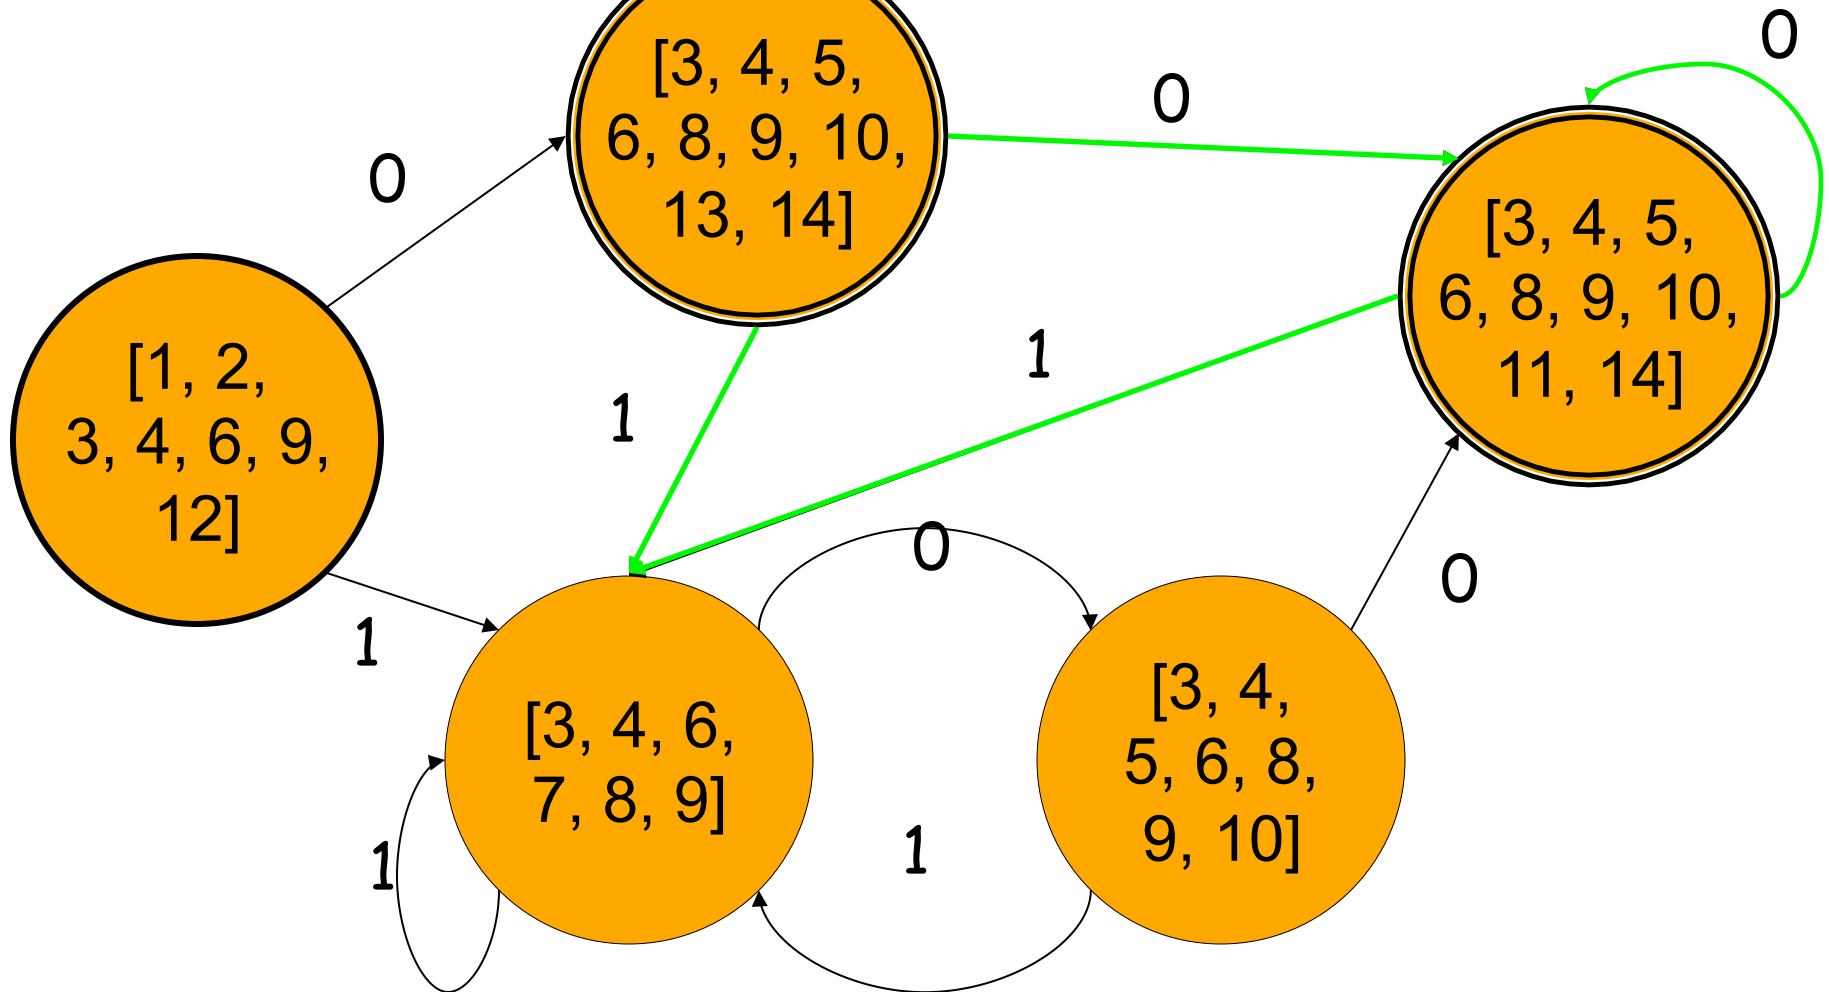 0
[3, 4, 5,
6, 8, 9, 10,
13, 14]
0
0
[3, 4, 5,
6, 8, 9, 10,
11, 14]
[1, 2,
3, 4, 6, 9,
12]
1
1
0
0
1
[3, 4, 6,
7, 8, 9]
[3, 4,
5, 6, 8,
9, 10]
1
1